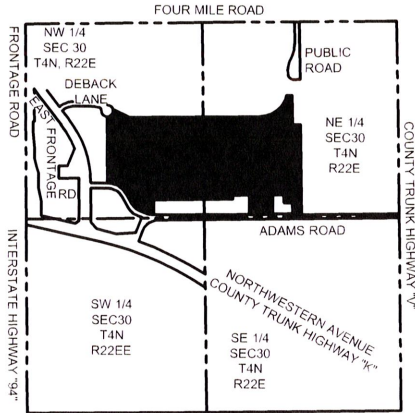 FOUR MILE ROAD
NW 1/4
SEC 30
T4N, R22E
PUBLIC
ROAD
FRONTAGE ROAD
DEBACK
LANE
EAST FRONTAGE
RD
NE 1/4
SEC30
T4N
R22E
COUNTY TRUNK HIGHWAY "V"
ADAMS ROAD
INTERSTATE HIGHWAY "94"
NORTHWESTERN AVENUE
COUNTY TRUNK HIGHWAY "K"
SW 1/4
SEC30
T4N
R22EE
SE 1/4
SEC30
T4N
R22E